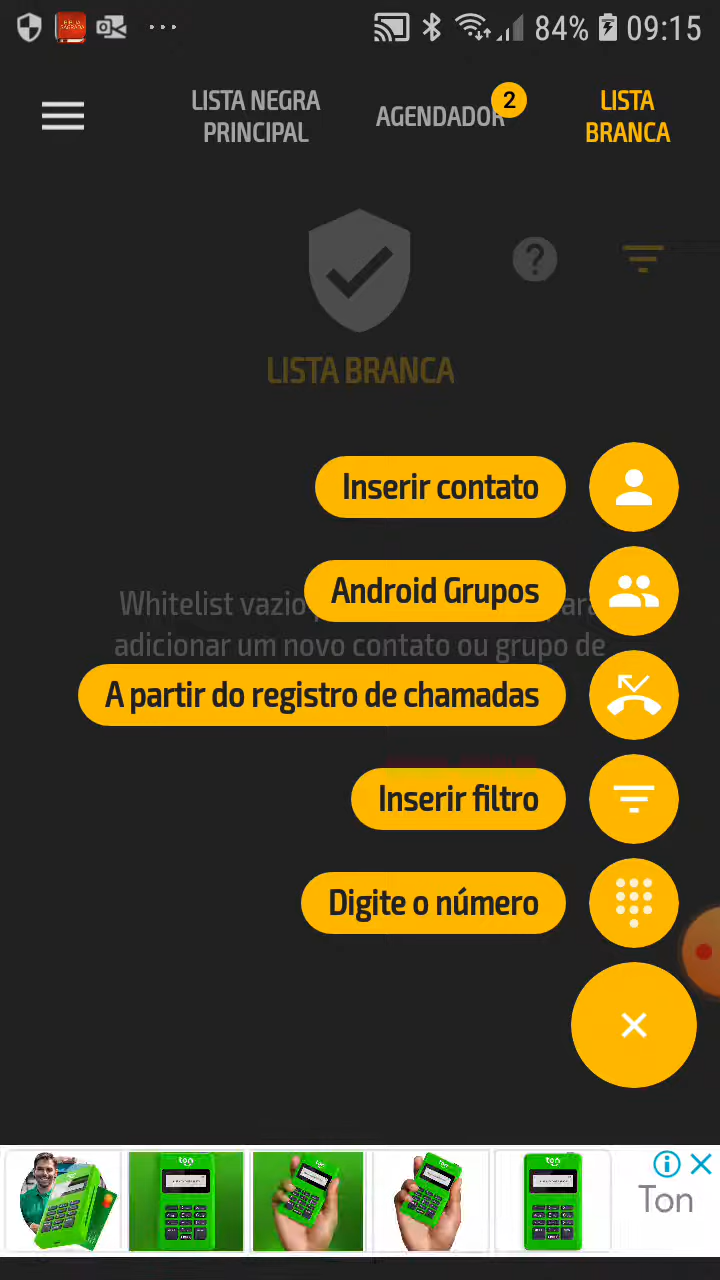 84% 09:15
LISTA NEGRA
PRINCIPAL
AGENDADOR
2
LISTA
BRANCA
LISTA BRANCA
Inserir contato
Android Grupos
Whitelist vazio
adicionar um novo contato ou grupo de
A partir do registro de chamadas
Inserir filtro
Digite o número
Ton